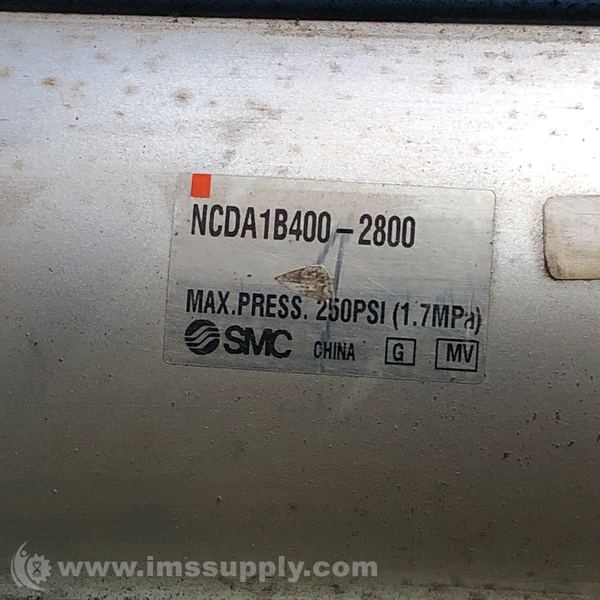 NCDA1B400-2800
MAX.PRESS. 250PSI (1.7MPa)
SMC CHINA G MV
www.imssupply.com